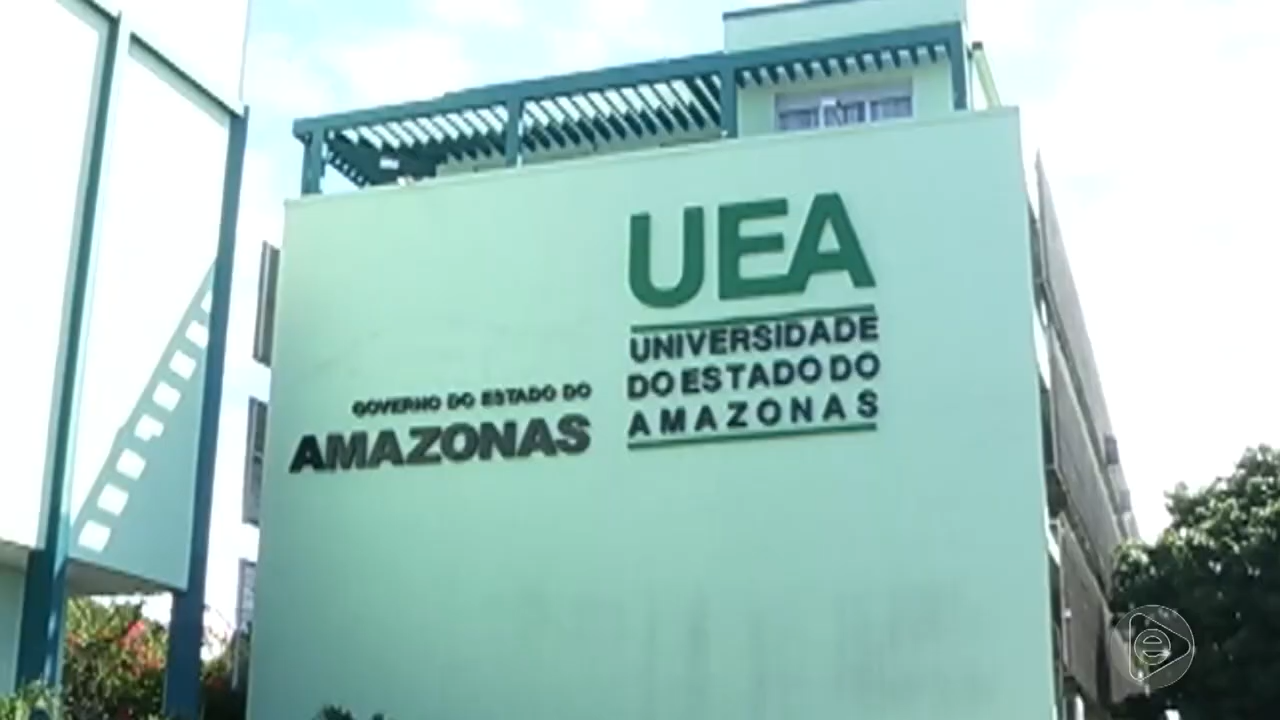 UEA
UNIVERSIDADE
DO ESTADO DO
AMAZONAS
GOVERNO DO ESTADO DO
AMAZONAS
e